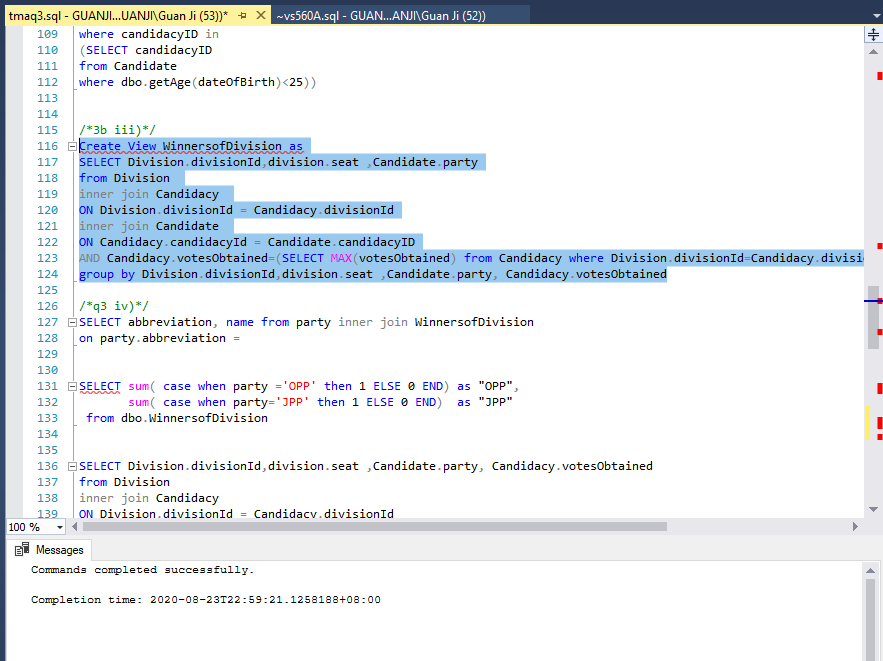 tmaq3.sql - GUANJI...UANJI\Guan Ji (53))* ~vs560A.sql - GUANJ...ANJI\Guan Ji (52))
109 where candidacyID in
110 (SELECT candidacyID
111 from Candidate
112 where dbo.getAge(dateOfBirth)<25))
113
114
115 /*3b iii)*/
116 Create View WinnersofDivision as
117 SELECT Division.divisionId,division.seat ,Candidate.party
118 from Division
119 inner join Candidacy
120 ON Division.divisionId = Candidacy.divisionId
121 inner join Candidate
122 ON Candidacy.candidacyId = Candidate.candidacyID
123 AND Candidacy.votesObtained=(SELECT MAX(votesObtained) from Candidacy where Division.divisionId=Candidacy.divisi
124 group by Division.divisionId,division.seat ,Candidate.party, Candidacy.votesObtained
125
126 /*q3 iv)*/
127 SELECT abbreviation, name from party inner join WinnersofDivision
128 on party.abbreviation =
129
130
131 SELECT sum( case when party ='OPP' then 1 ELSE 0 END) as "OPP",
132 sum( case when party='JPP' then 1 ELSE 0 END) as "JPP"
133 from dbo.WinnersofDivision
134
135
136 SELECT Division.divisionId,division.seat ,Candidate.party, Candidacy.votesObtained
137 from Division
138 inner join Candidacy
139 ON Division.divisionId = Candidacy.divisionId
100 %
Messages
Commands completed successfully.
Completion time: 2020-08-23T22:59:21.1258188+08:00